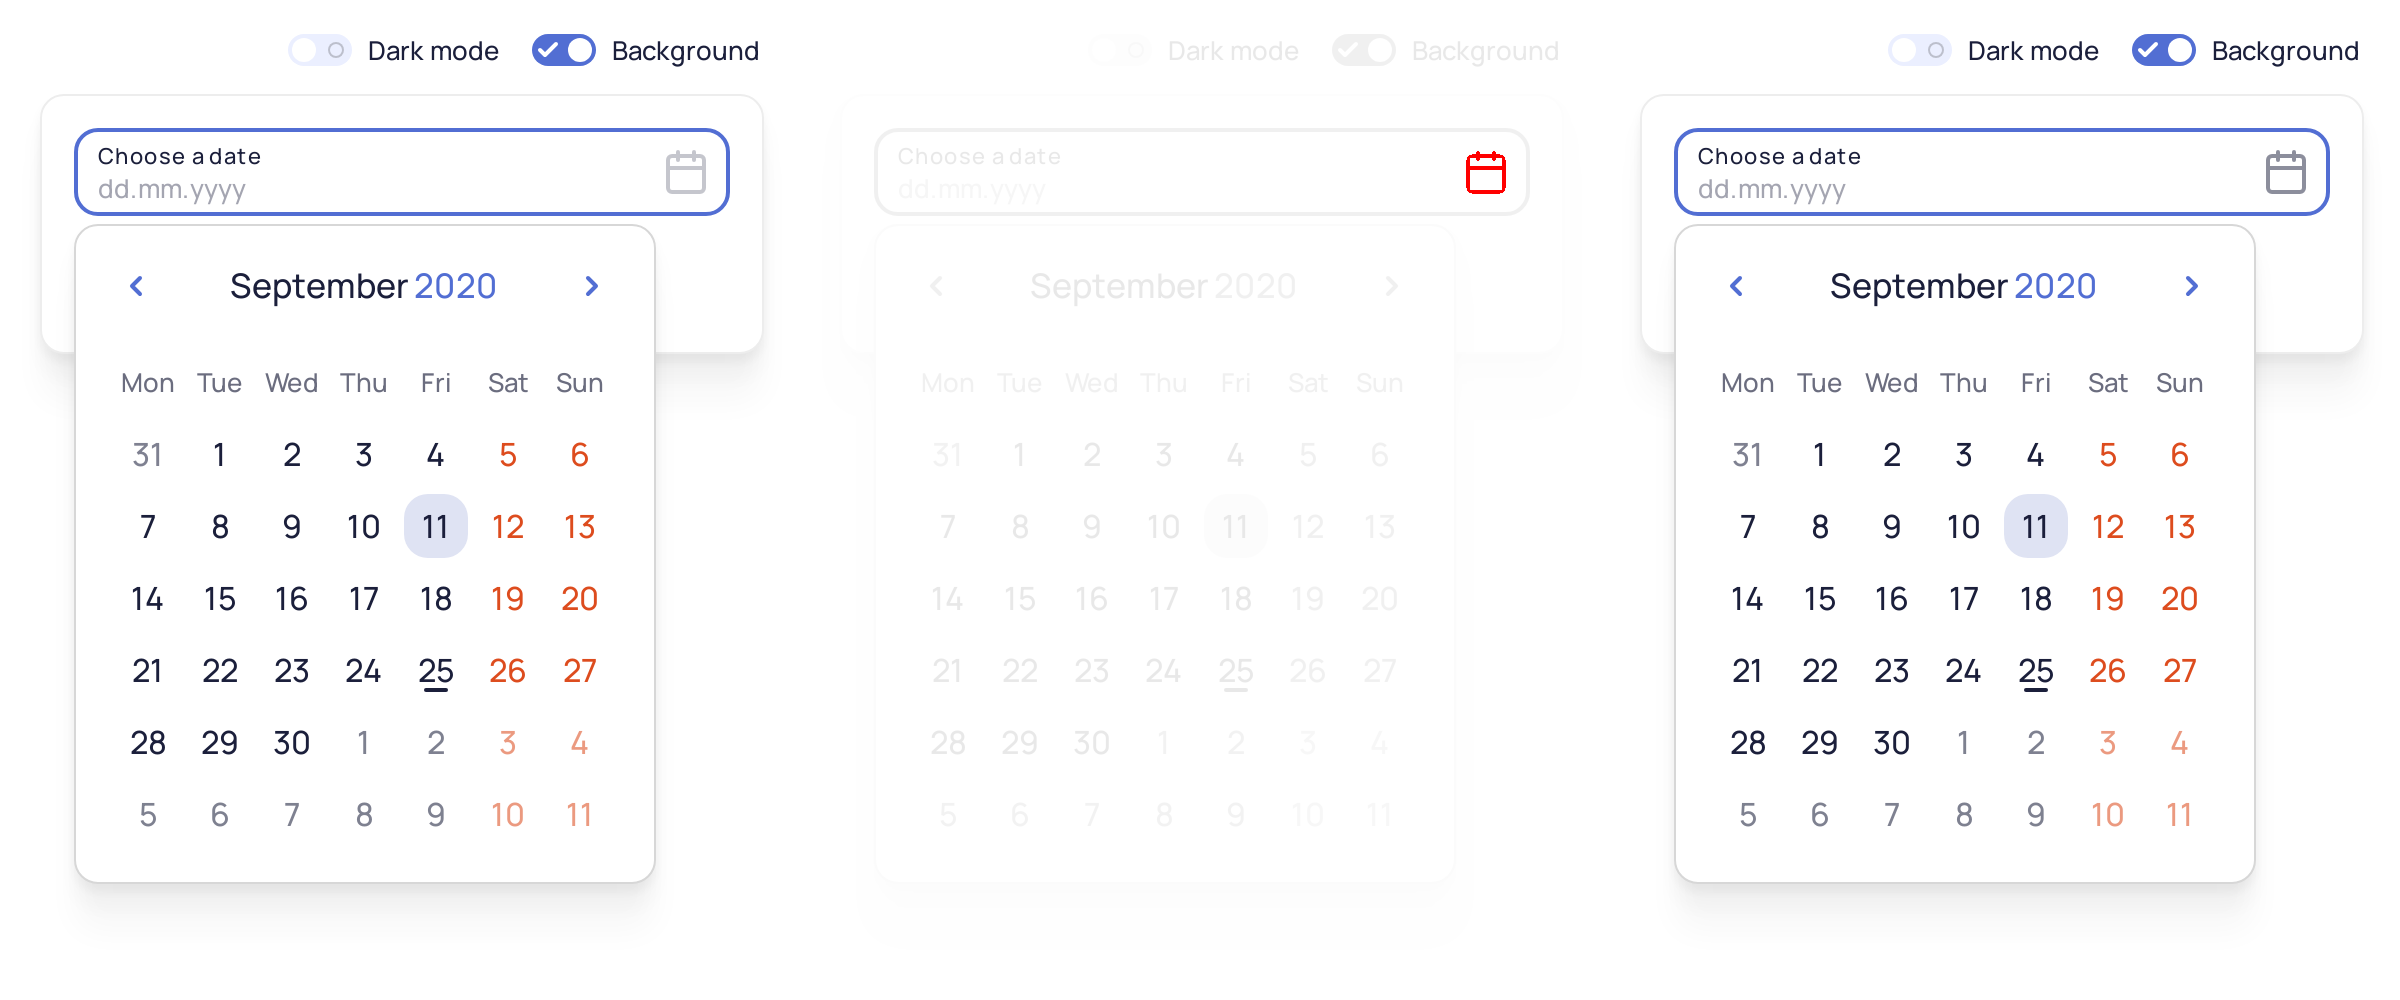 Dark mode Background
Choose a date
dd.mm.yyyy
September 2020
Mon Tue Wed Thu Fri Sat Sun
31 1 2 3 4 5 6
7 8 9 10 11 12 13
14 15 16 17 18 19 20
21 22 23 24 25 26 27
28 29 30 1 2 3 4
5 6 7 8 9 10 11
Dark mode Background
Choose a date
dd.mm.yyyy
September 2020
Mon Tue Wed Thu Fri Sat Sun
31 1 2 3 4 5 6
7 8 9 10 11 12 13
14 15 16 17 18 19 20
21 22 23 24 25 26 27
28 29 30 1 2 3 4
5 6 7 8 9 10 11
Dark mode Background
Choose a date
dd.mm.yyyy
September 2020
Mon Tue Wed Thu Fri Sat Sun
31 1 2 3 4 5 6
7 8 9 10 11 12 13
14 15 16 17 18 19 20
21 22 23 24 25 26 27
28 29 30 1 2 3 4
5 6 7 8 9 10 11